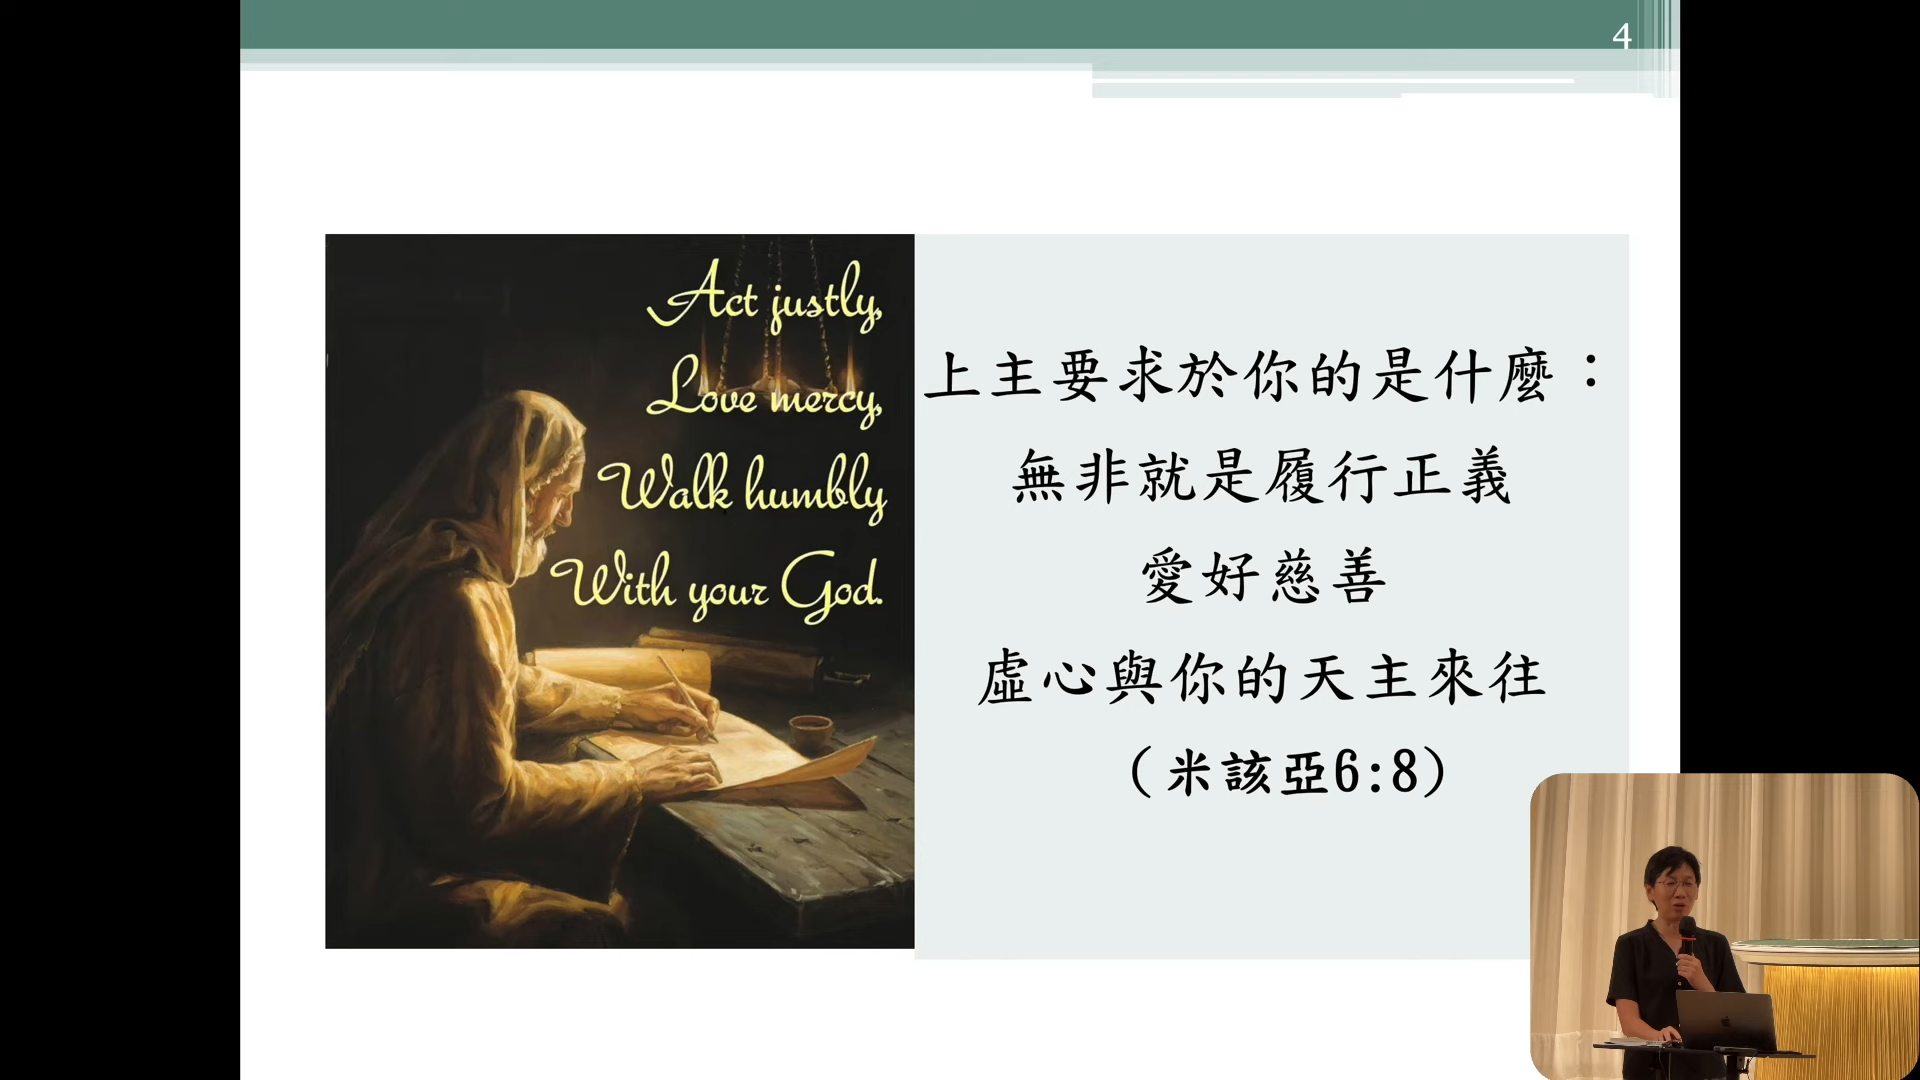 4
Act justly,
Love mercy,
Walk humbly
With your God.
上主要求於你的是什麼：
無非就是履行正義
愛好慈善
虛心與你的天主來往
（米該亞6:8）